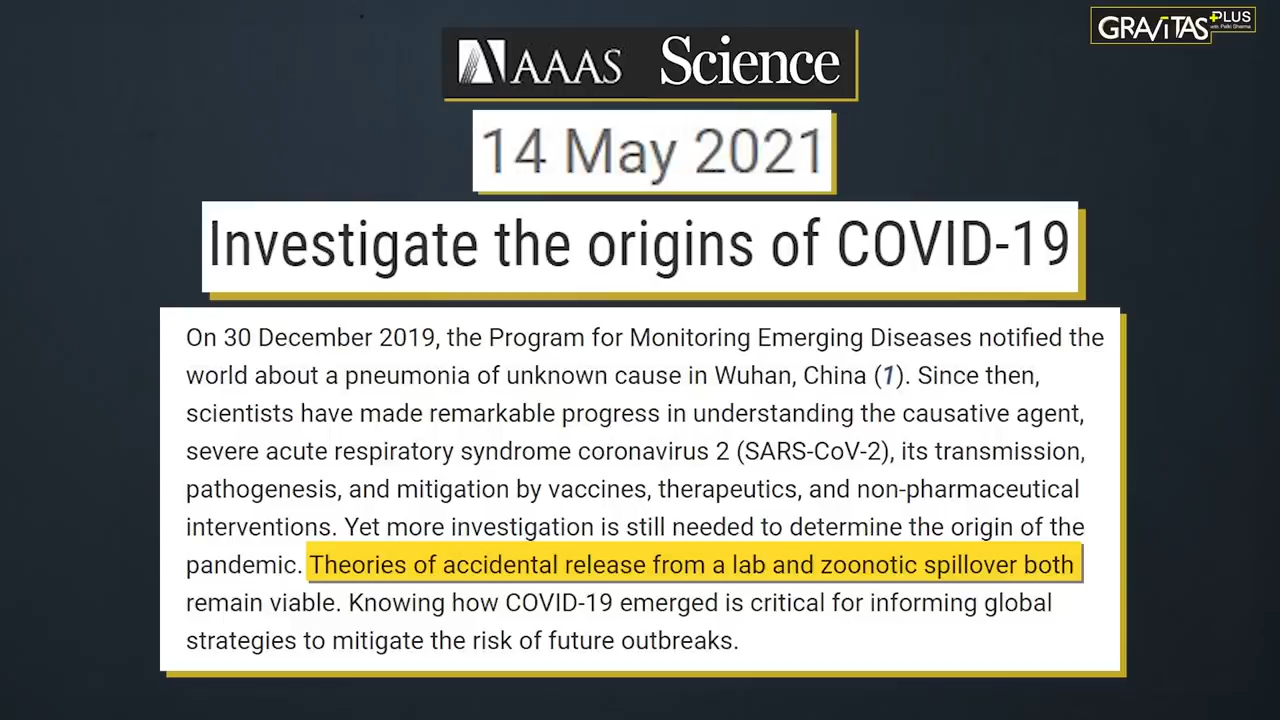 GRAVITAS PLUS
with Palki Sharma
AAAS Science
14 May 2021
Investigate the origins of COVID-19
On 30 December 2019, the Program for Monitoring Emerging Diseases notified the
world about a pneumonia of unknown cause in Wuhan, China (1). Since then,
scientists have made remarkable progress in understanding the causative agent,
severe acute respiratory syndrome coronavirus 2 (SARS-CoV-2), its transmission,
pathogenesis, and mitigation by vaccines, therapeutics, and non-pharmaceutical
interventions. Yet more investigation is still needed to determine the origin of the
pandemic. Theories of accidental release from a lab and zoonotic spillover both
remain viable. Knowing how COVID-19 emerged is critical for informing global
strategies to mitigate the risk of future outbreaks.